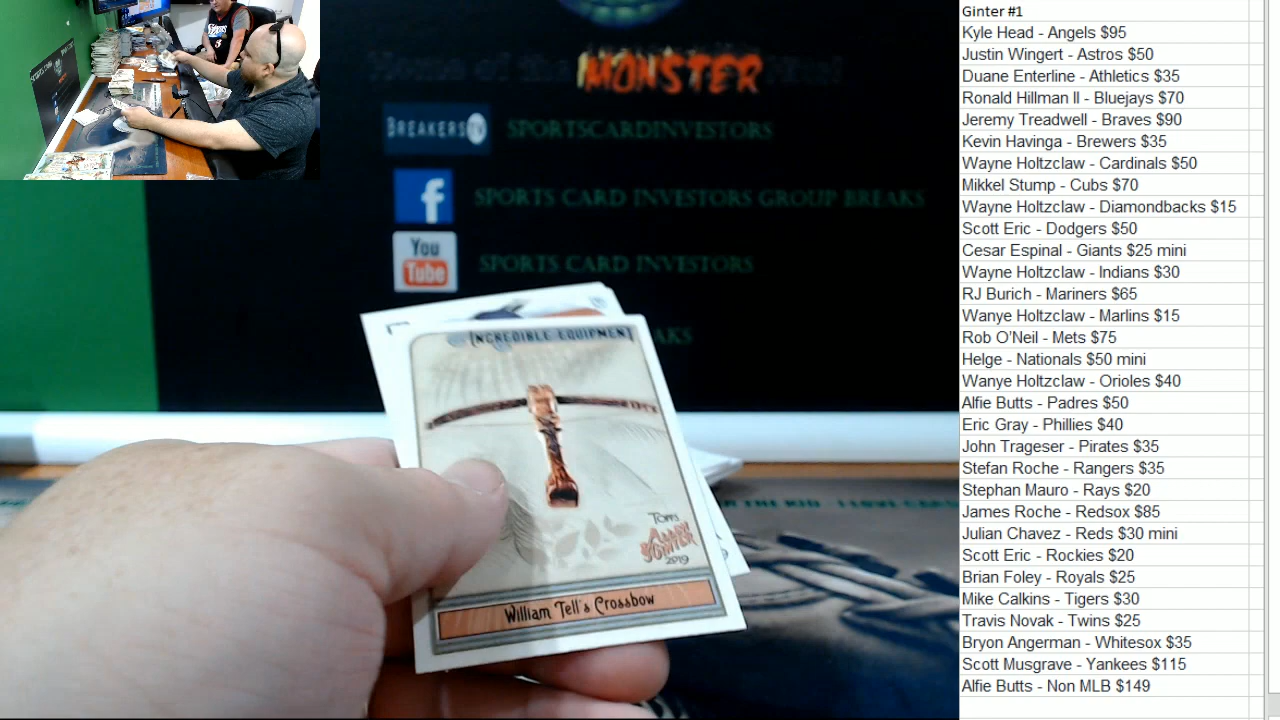 MONSTER
BREAKERS
SPORTSCARDINVESTORS
f
SPORTS CARD INVESTORS GROUP BREAKS
You
Tube
SPORTS CARD INVESTORS
AKS
INCREDIBLE EQUIPMENT
TOPPS
ALLEN
& GINTER
2019
William Tell's Crossbow
Ginter #1
Kyle Head - Angels $95
Justin Wingert - Astros $50
Duane Enterline - Athletics $35
Ronald Hillman ll - Bluejays $70
Jeremy Treadwell - Braves $90
Kevin Havinga - Brewers $35
Wayne Holtzclaw - Cardinals $50
Mikkel Stump - Cubs $70
Wayne Holtzclaw - Diamondbacks $15
Scott Eric - Dodgers $50
Cesar Espinal - Giants $25 mini
Wayne Holtzclaw - Indians $30
RJ Burich - Mariners $65
Wanye Holtzclaw - Marlins $15
Rob O'Neil - Mets $75
Helge - Nationals $50 mini
Wanye Holtzclaw - Orioles $40
Alfie Butts - Padres $50
Eric Gray - Phillies $40
John Trageser - Pirates $35
Stefan Roche - Rangers $35
Stephan Mauro - Rays $20
James Roche - Redsox $85
Julian Chavez - Reds $30 mini
Scott Eric - Rockies $20
Brian Foley - Royals $25
Mike Calkins - Tigers $30
Travis Novak - Twins $25
Bryon Angerman - Whitesox $35
Scott Musgrave - Yankees $115
Alfie Butts - Non MLB $149